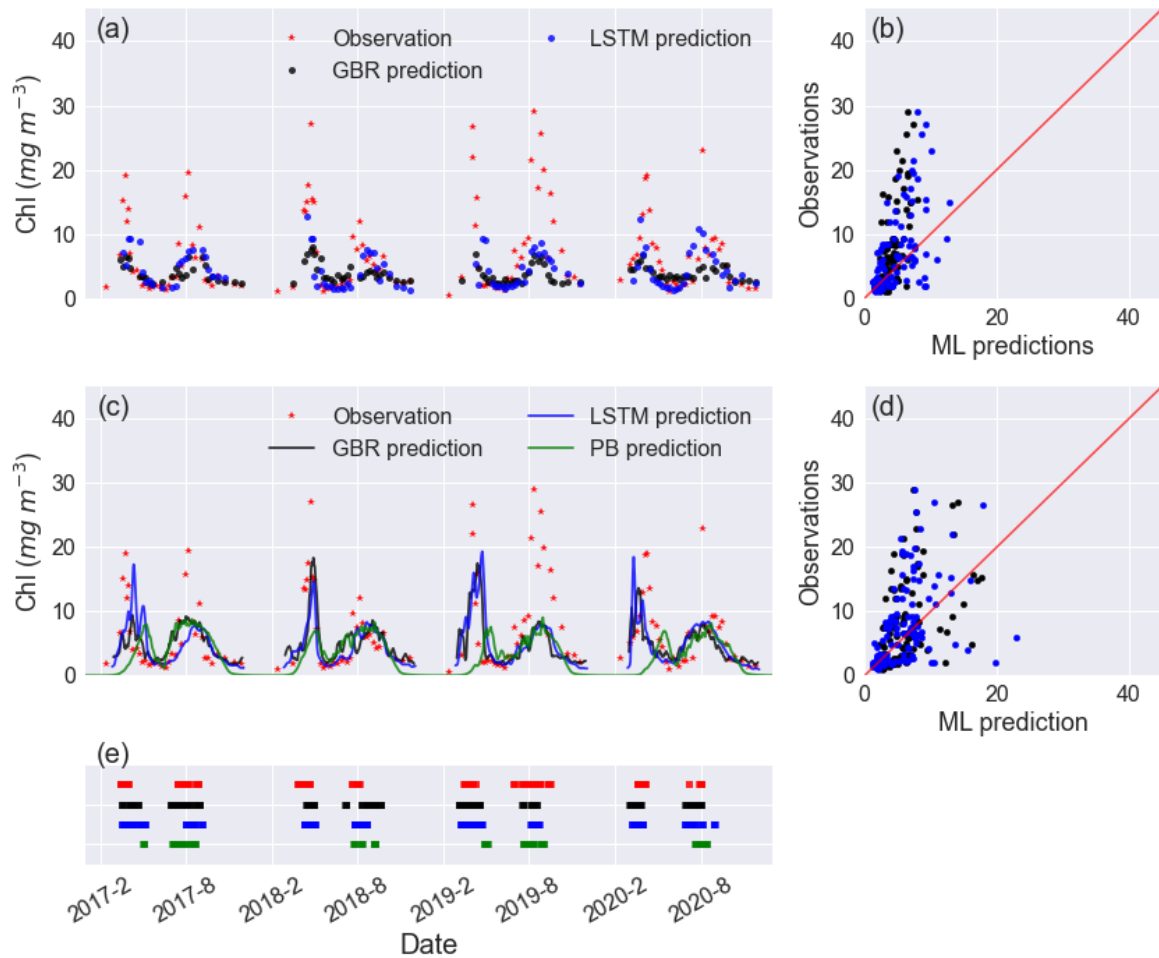 (a)
Observation
LSTM prediction
GBR prediction
Chl (mg m⁻³)
40
30
20
10
0
(b)
Observations
40
30
20
10
0
0
20
40
ML predictions
(c)
Observation
LSTM prediction
GBR prediction
PB prediction
Chl (mg m⁻³)
40
30
20
10
0
(d)
Observations
40
30
20
10
0
0
20
40
ML prediction
(e)
2017-2
2017-8
2018-2
2018-8
2019-2
2019-8
2020-2
2020-8
Date